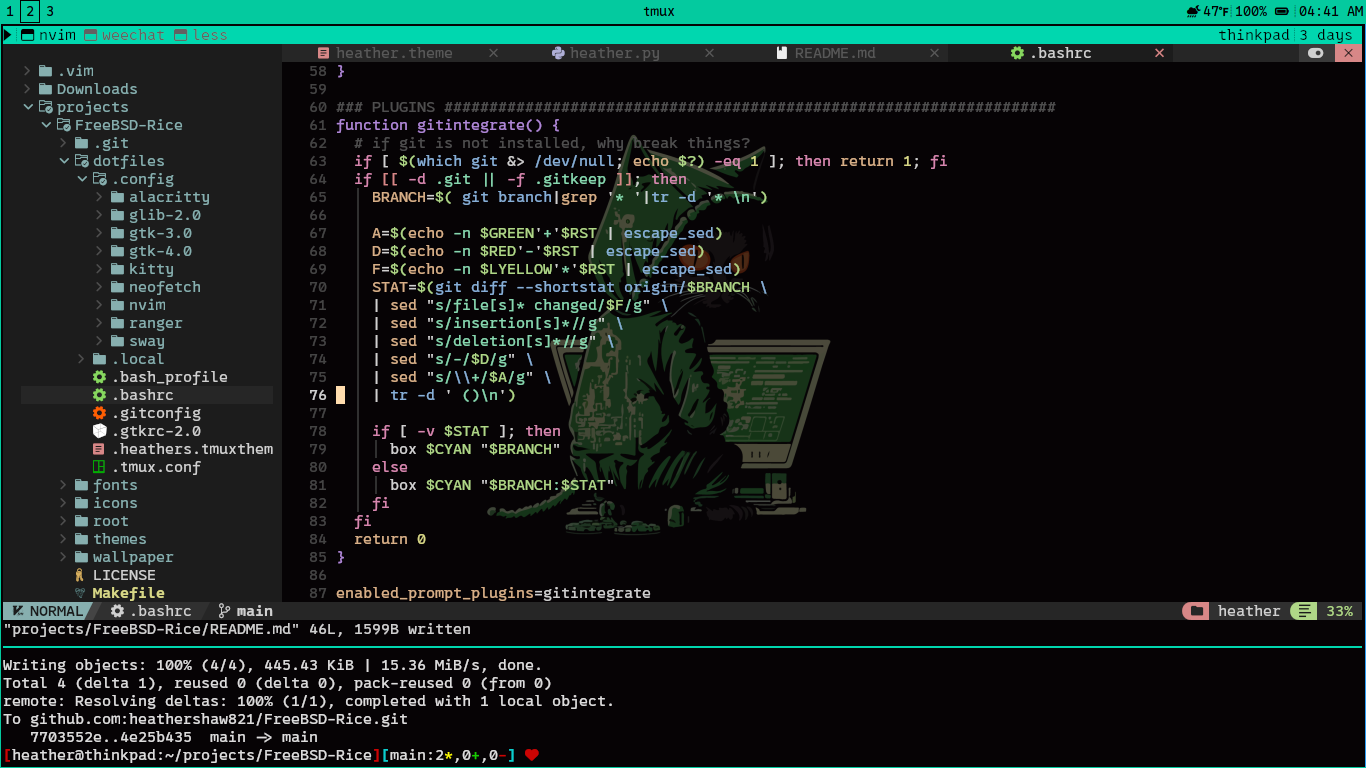 1 2 3 tmux 47°F 100% 04:41 AM
nvim weechat less thinkpad 3 days
heather.theme heather.py README.md .bashrc
.vim
Downloads
projects
FreeBSD-Rice
.git
dotfiles
.config
alacritty
glib-2.0
gtk-3.0
gtk-4.0
kitty
neofetch
nvim
ranger
sway
.local
.bash_profile
.bashrc
.gitconfig
.gtkrc-2.0
.heathers.tmuxthem
.tmux.conf
fonts
icons
root
themes
wallpaper
LICENSE
Makefile
58 }
59
60 ### PLUGINS ####################################################################
61 function gitintegrate() {
62 # if git is not installed, why break things?
63 if [ $(which git &> /dev/null; echo $?) -eq 1 ]; then return 1; fi
64 if [[ -d .git || -f .gitkeep ]]; then
65 BRANCH=$( git branch|grep '* '|tr -d '* \n')
66
67 A=$(echo -n $GREEN'+'$RST | escape_sed)
68 D=$(echo -n $RED'-'$RST | escape_sed)
69 F=$(echo -n $LYELLOW'*'$RST | escape_sed)
70 STAT=$(git diff --shortstat origin/$BRANCH \
71 | sed "s/file[s]* changed/$F/g" \
72 | sed "s/insertion[s]*//g" \
73 | sed "s/deletion[s]*//g" \
74 | sed "s/-/$D/g" \
75 | sed "s/\\+/$A/g" \
76 | tr -d ' ()\n')
77
78 if [ -v $STAT ]; then
79 box $CYAN "$BRANCH"
80 else
81 box $CYAN "$BRANCH:$STAT"
82 fi
83 fi
84 return 0
85 }
86
87 enabled_prompt_plugins=gitintegrate
NORMAL .bashrc main heather 33%
"projects/FreeBSD-Rice/README.md" 46L, 1599B written
Writing objects: 100% (4/4), 445.43 KiB | 15.36 MiB/s, done.
Total 4 (delta 1), reused 0 (delta 0), pack-reused 0 (from 0)
remote: Resolving deltas: 100% (1/1), completed with 1 local object.
To github.com:heathershaw821/FreeBSD-Rice.git
7703552e..4e25b435 main -> main
[heather@thinkpad:~/projects/FreeBSD-Rice][main:2*,0+,0-] ♥